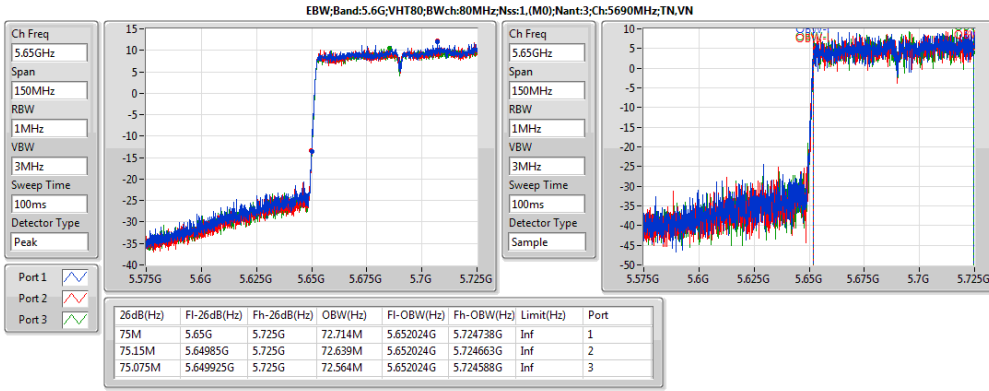 EBW;Band:5.6G;VHT80;BWch:80MHz;Nss:1,(M0);Nant:3;Ch:5690MHz;TN,VN
Ch Freq
5.65GHz
Span
150MHz
RBW
1MHz
VBW
3MHz
Sweep Time
100ms
Detector Type
Peak
15
10
5
0
-5
-10
-15
-20
-25
-30
-35
-40
5.575G 5.6G 5.625G 5.65G 5.675G 5.7G 5.725G
Ch Freq
5.65GHz
Span
150MHz
RBW
1MHz
VBW
3MHz
Sweep Time
100ms
Detector Type
Sample
10
5
0
-5
-10
-15
-20
-25
-30
-35
-40
-45
-50
5.575G 5.6G 5.625G 5.65G 5.675G 5.7G 5.725G
Port 1
Port 2
Port 3
26dB(Hz) Fl-26dB(Hz) Fh-26dB(Hz) OBW(Hz) Fl-OBW(Hz) Fh-OBW(Hz) Limit(Hz) Port
75M 5.65G 5.725G 72.714M 5.652024G 5.724738G Inf 1
75.15M 5.64985G 5.725G 72.639M 5.652024G 5.724663G Inf 2
75.075M 5.649925G 5.725G 72.564M 5.652024G 5.724588G Inf 3